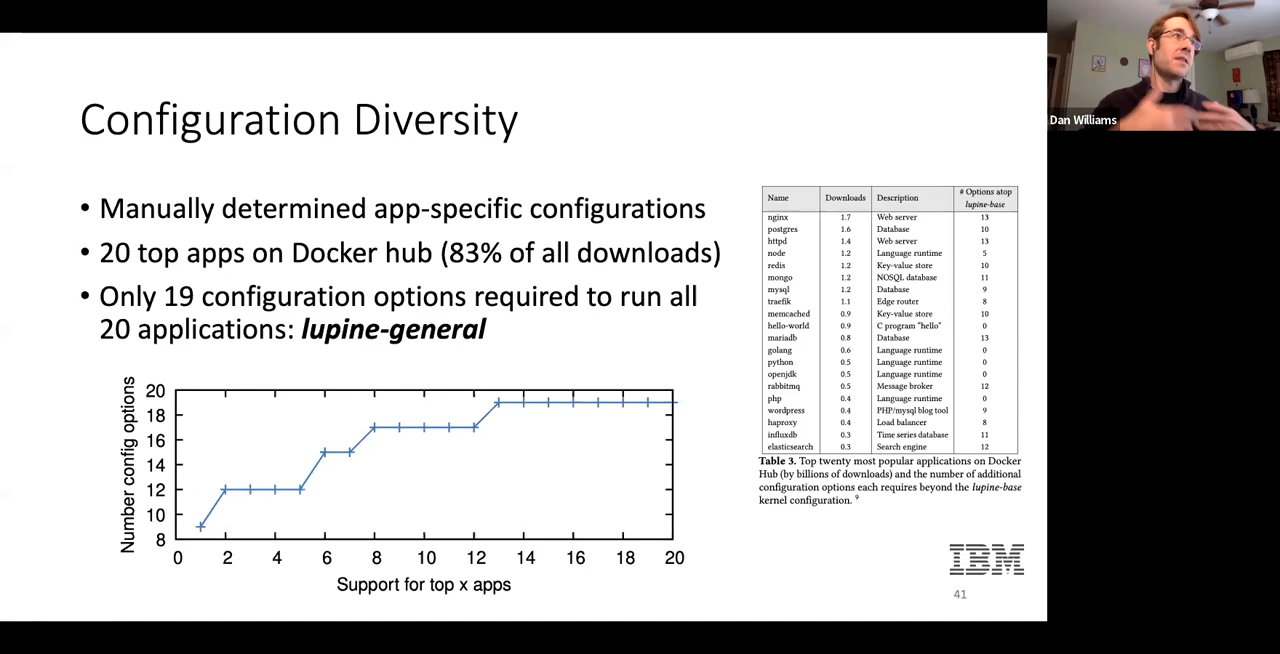 Configuration Diversity
• Manually determined app-specific configurations
• 20 top apps on Docker hub (83% of all downloads)
• Only 19 configuration options required to run all
20 applications: lupine-general
Number config options
20
18
16
14
12
10
8
0 2 4 6 8 10 12 14 16 18 20
Support for top x apps
Name Downloads Description # Options atop lupine-base
nginx 1.7 Web server 13
postgres 1.6 Database 10
httpd 1.4 Web server 13
node 1.2 Language runtime 5
redis 1.2 Key-value store 10
mongo 1.2 NOSQL database 11
mysql 1.2 Database 9
traefik 1.1 Edge router 8
memcached 0.9 Key-value store 10
hello-world 0.9 C program "hello" 0
mariadb 0.8 Database 13
golang 0.6 Language runtime 0
python 0.5 Language runtime 0
openjdk 0.5 Language runtime 0
rabbitmq 0.5 Message broker 12
php 0.4 Language runtime 0
wordpress 0.4 PHP/mysql blog tool 9
haproxy 0.4 Load balancer 8
influxdb 0.3 Time series database 11
elasticsearch 0.3 Search engine 12
Table 3. Top twenty most popular applications on Docker
Hub (by billions of downloads) and the number of additional
configuration options each requires beyond the lupine-base
kernel configuration. 9
IBM
41
Dan Williams